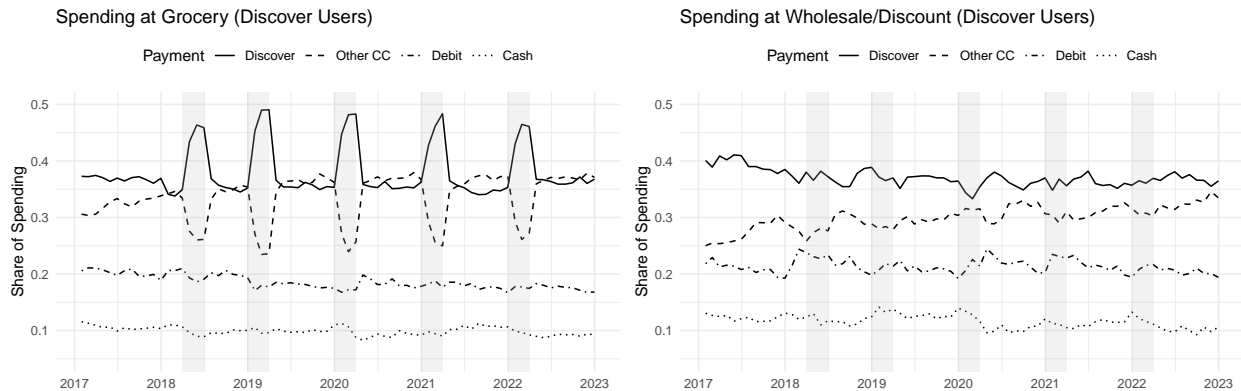 Spending at Grocery (Discover Users)
Payment Discover Other CC Debit Cash
Share of Spending
0.5
0.4
0.3
0.2
0.1
2017 2018 2019 2020 2021 2022 2023
Spending at Wholesale/Discount (Discover Users)
Payment Discover Other CC Debit Cash
Share of Spending
0.5
0.4
0.3
0.2
0.1
2017 2018 2019 2020 2021 2022 2023